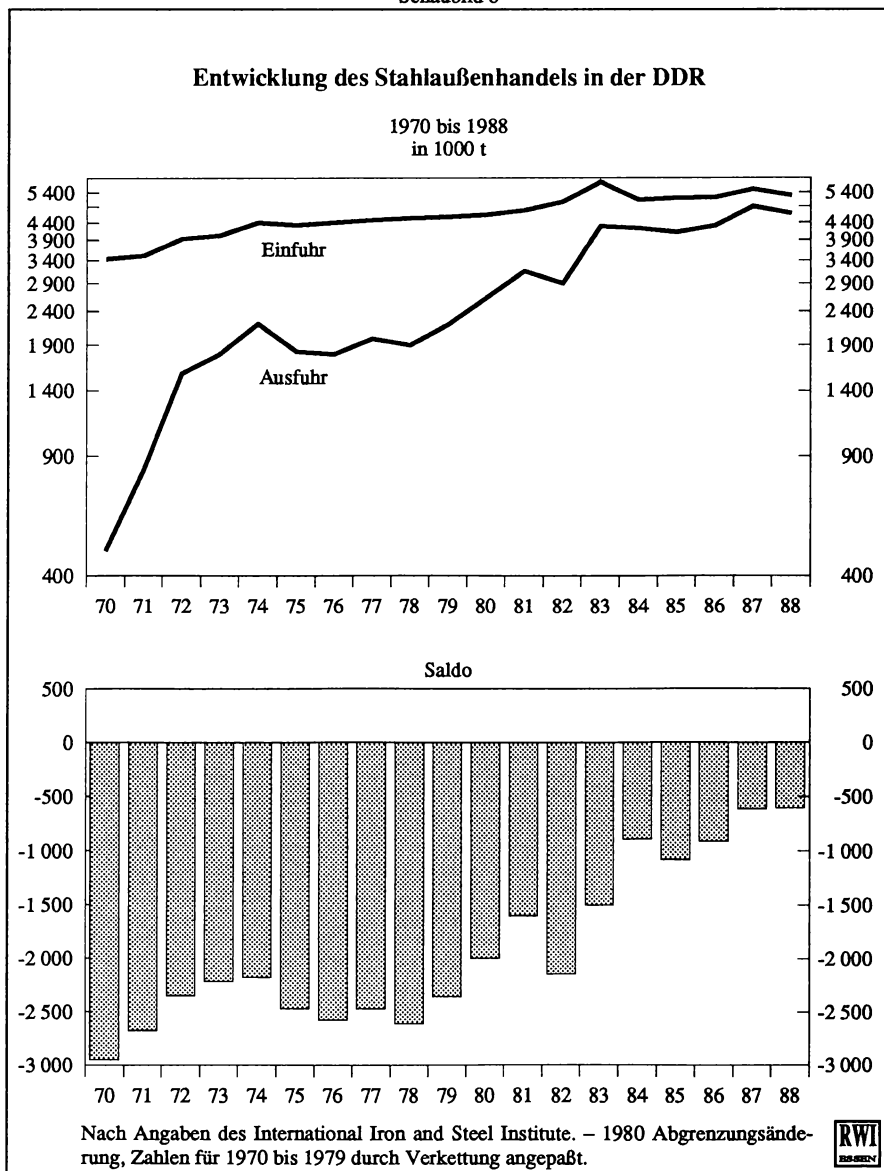 Entwicklung des Stahlaußenhandels in der DDR
1970 bis 1988
in 1000 t
5 400 5 400
4 400 4 400
3 900 3 900
3 400 Einfuhr 3 400
2 900 2 900
2 400 2 400
1 900 1 900
Ausfuhr
1 400 1 400
900 900
400 400
70 71 72 73 74 75 76 77 78 79 80 81 82 83 84 85 86 87 88
Saldo
500 500
0 0
-500 -500
-1 000 -1 000
-1 500 -1 500
-2 000 -2 000
-2 500 -2 500
-3 000 -3 000
70 71 72 73 74 75 76 77 78 79 80 81 82 83 84 85 86 87 88
Nach Angaben des International Iron and Steel Institute. – 1980 Abgrenzungsände-
rung, Zahlen für 1970 bis 1979 durch Verkettung angepaßt.
RWI
ESSEN